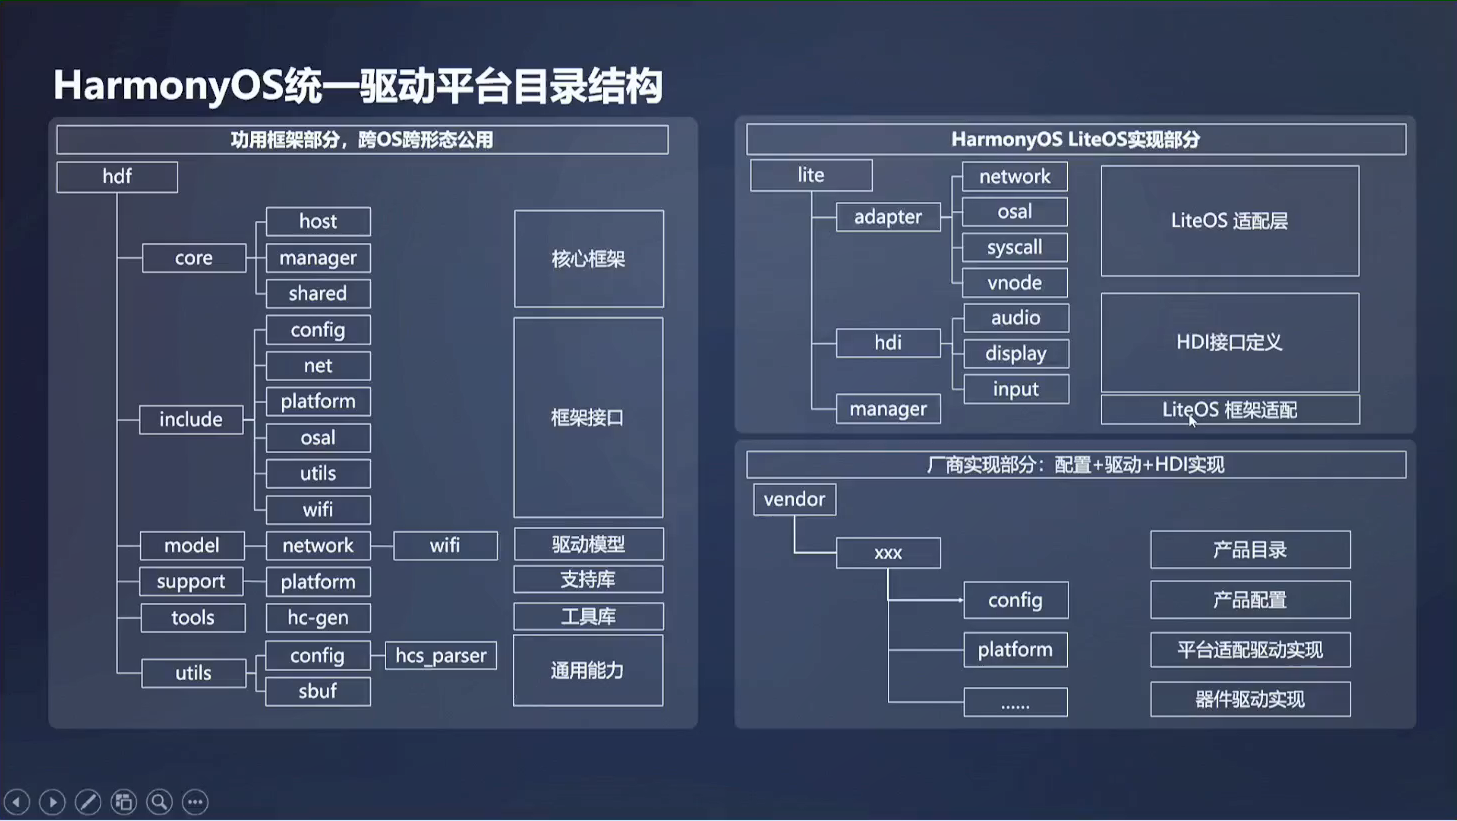 HarmonyOS统一驱动平台目录结构
功用框架部分，跨OS跨形态公用
hdf
core
host
manager
shared
核心框架
include
config
net
platform
osal
utils
wifi
框架接口
model
network
wifi
驱动模型
support
platform
支持库
tools
hc-gen
工具库
utils
config
hcs_parser
sbuf
通用能力
HarmonyOS LiteOS实现部分
lite
adapter
network
osal
syscall
vnode
LiteOS 适配层
hdi
audio
display
input
HDI接口定义
manager
LiteOS 框架适配
厂商实现部分：配置+驱动+HDI实现
vendor
xxx
产品目录
config
产品配置
platform
平台适配驱动实现
......
器件驱动实现